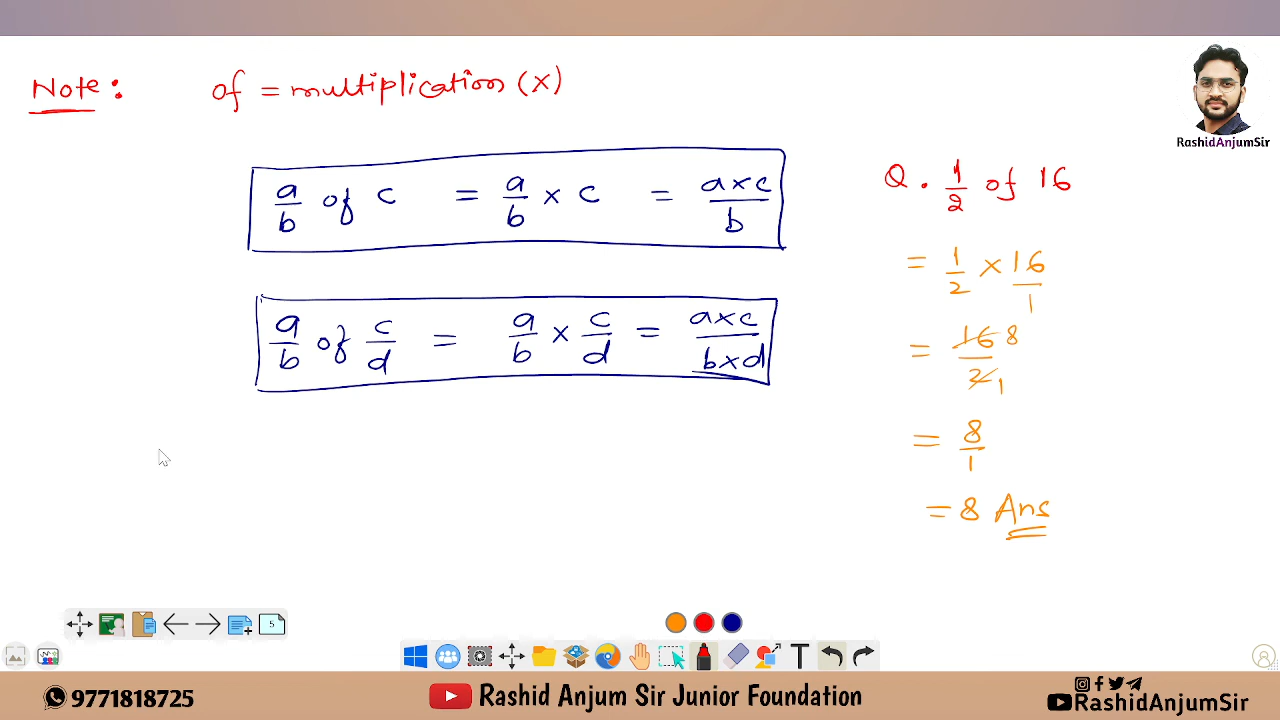 Note: of = multiplication (x)
RashidAnjumSir
a/b of c = a/b × c = a×c/b
a/b of c/d = a/b × c/d = a×c/b×d
Q. 1/2 of 16
= 1/2 × 16/1
= 16 8/2 1
= 8/1
= 8 Ans
5
T
9771818725
Rashid Anjum Sir Junior Foundation
RashidAnjumSir